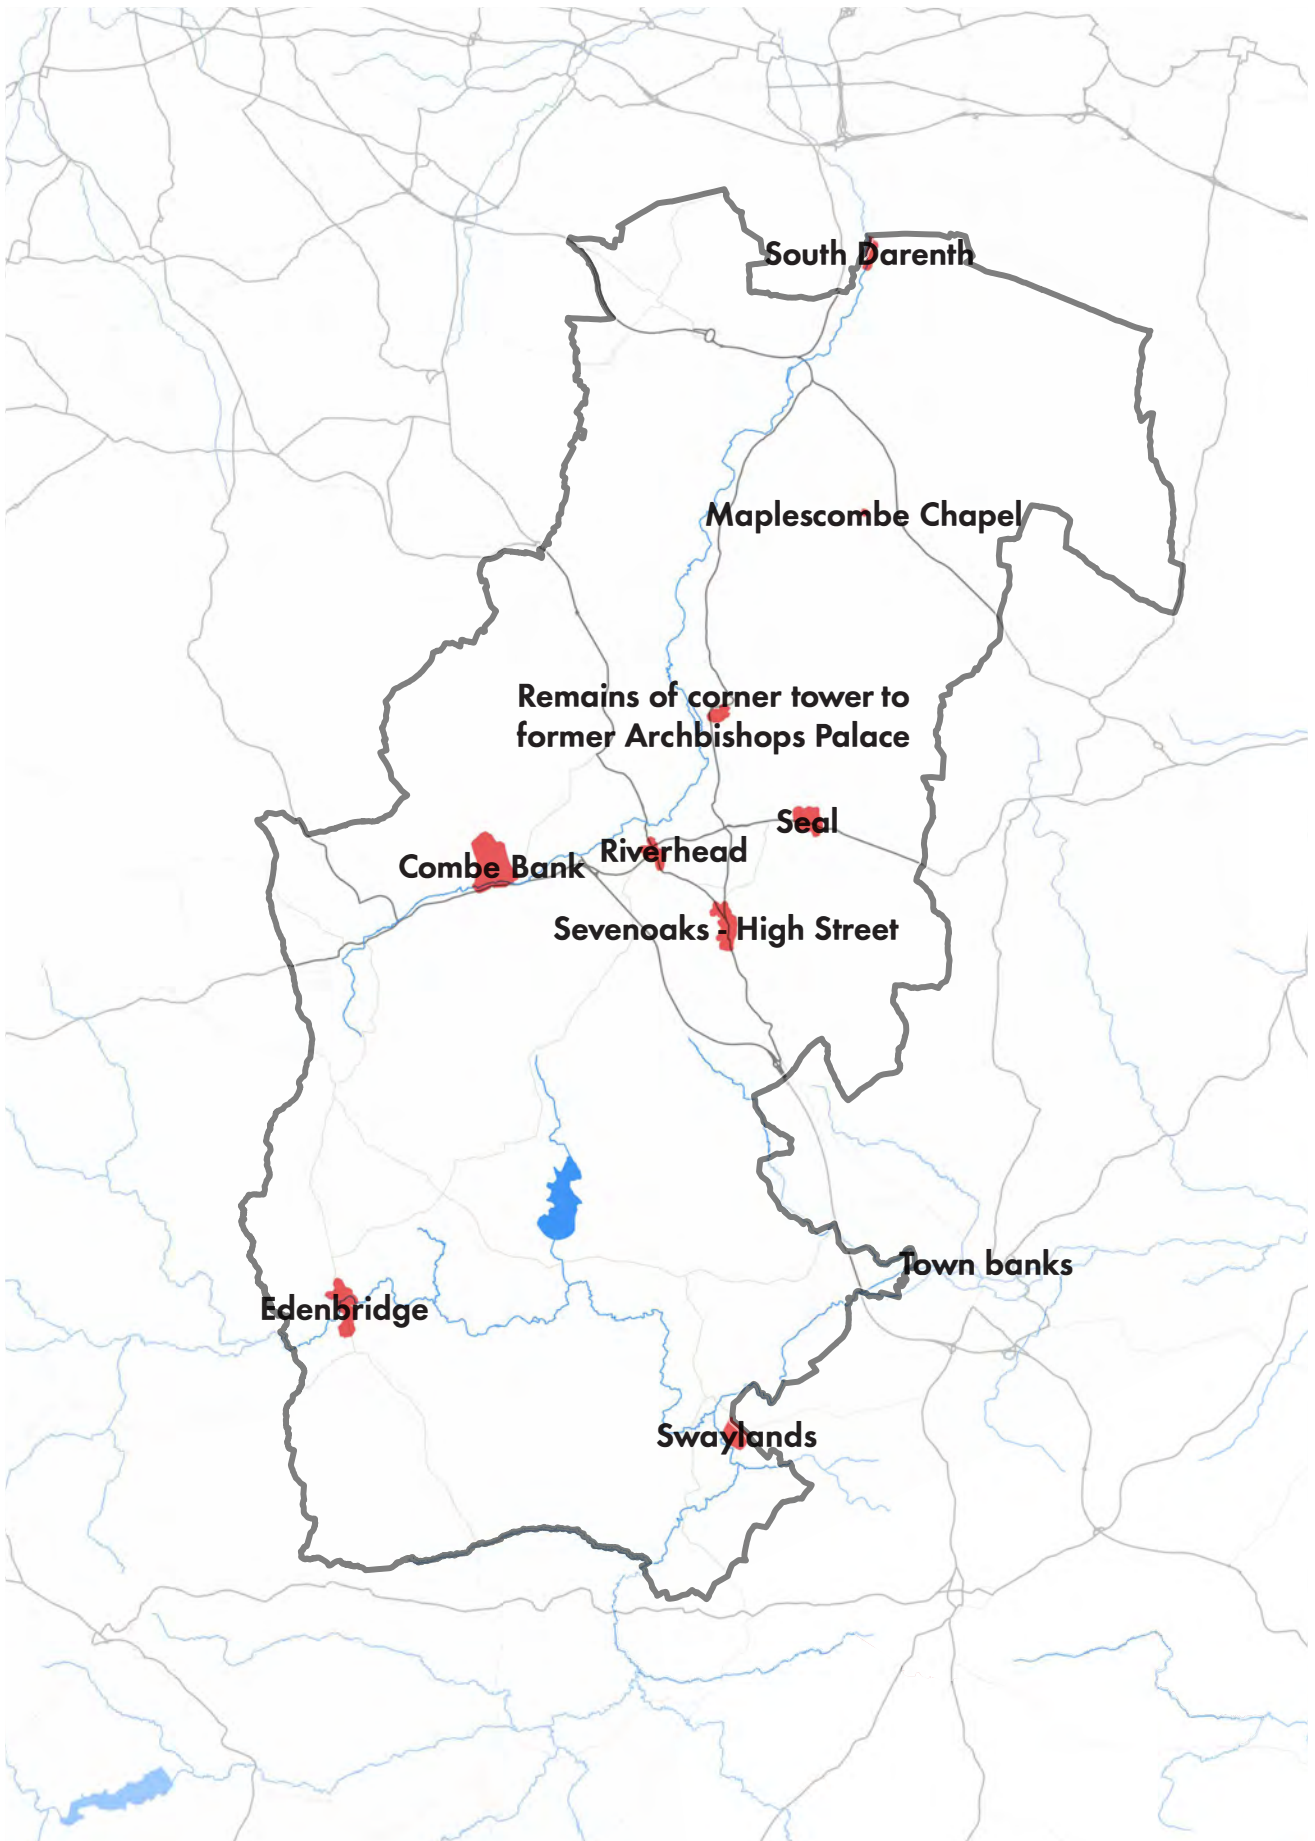 South Darenth
Maplescombe Chapel
Remains of corner tower to
former Archbishops Palace
Seal
Riverhead
Combe Bank
Sevenoaks - High Street
Town banks
Edenbridge
Swaylands